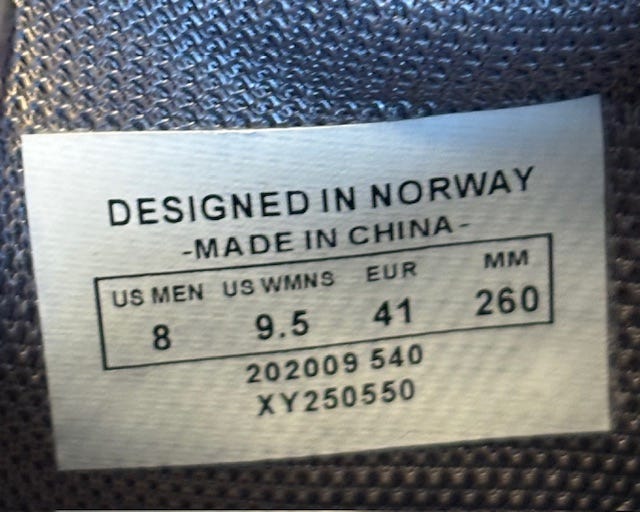 DESIGNED IN NORWAY
-MADE IN CHINA-
US MEN US WMNS EUR MM
8 9.5 41 260
202009 540
XY250550